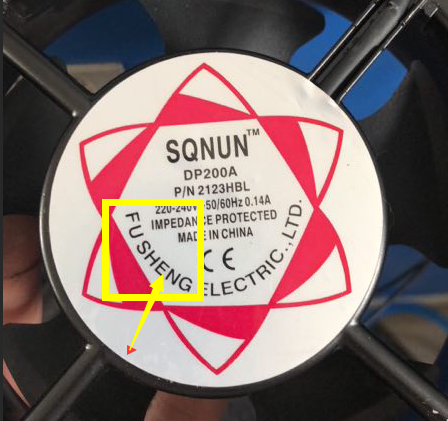 SQNUN™
DP200A
P/N 2123HBL
220-240V 50/60Hz 0.14A
IMPEDANCE PROTECTED
MADE IN CHINA
CE
FU SHENG ELECTRIC., LTD.